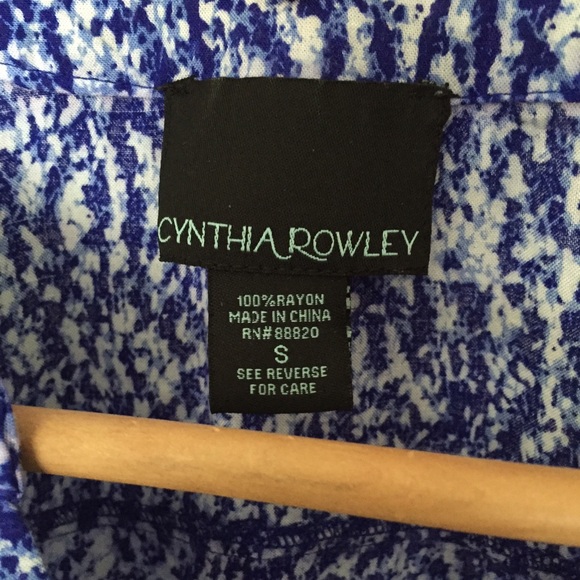 CYNTHIA ROWLEY
100%RAYON
MADE IN CHINA
RN#88820
S
SEE REVERSE
FOR CARE